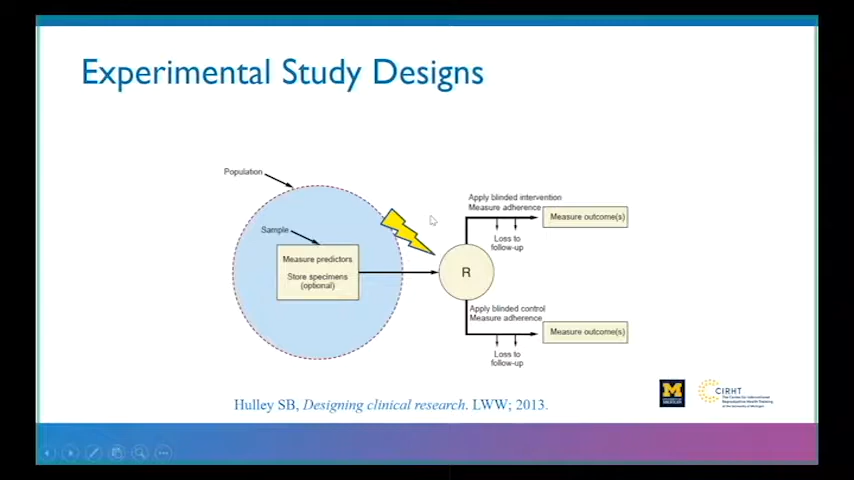 Experimental Study Designs
Population
Sample
Measure predictors
Store specimens
(optional)
R
Apply blinded intervention
Measure adherence
Loss to
follow-up
Measure outcome(s)
Apply blinded control
Measure adherence
Loss to
follow-up
Measure outcome(s)
Hulley SB, Designing clinical research. LWW; 2013.
M
CIRHT